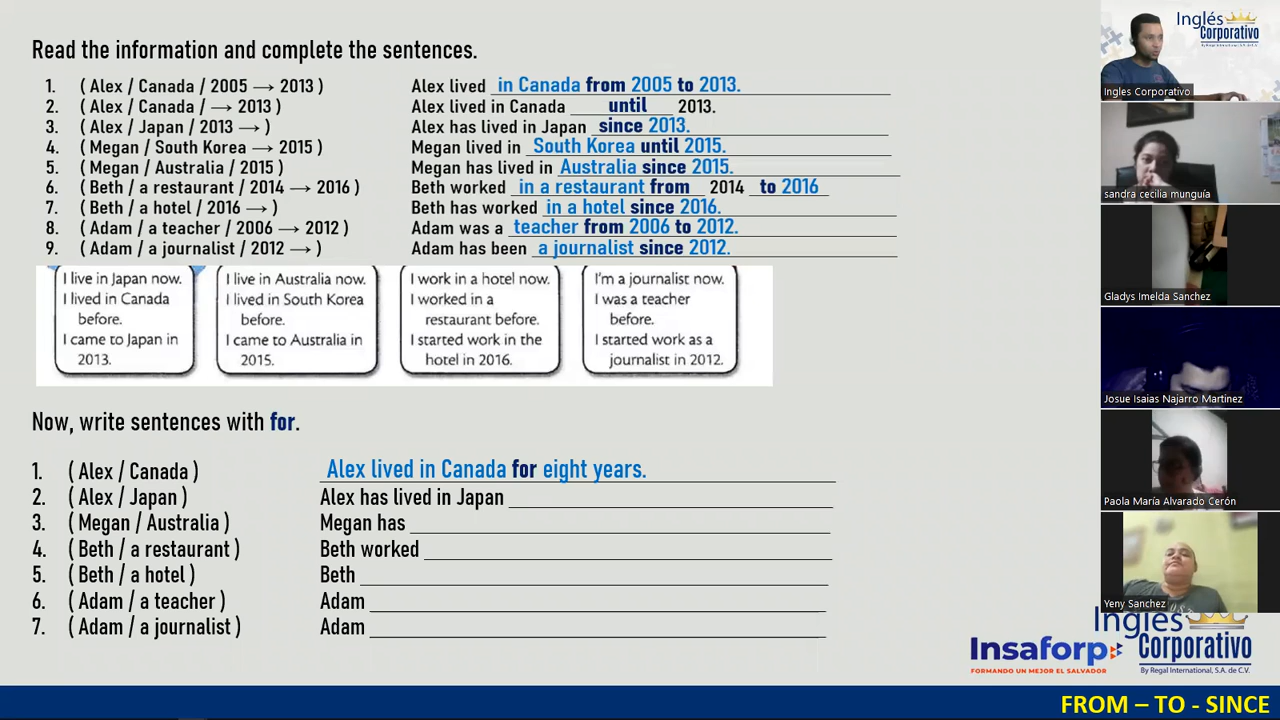 Read the information and complete the sentences.
1. ( Alex / Canada / 2005 → 2013 ) Alex lived in Canada from 2005 to 2013.
2. ( Alex / Canada / → 2013 ) Alex lived in Canada until 2013.
3. ( Alex / Japan / 2013 → ) Alex has lived in Japan since 2013.
4. ( Megan / South Korea → 2015 ) Megan lived in South Korea until 2015.
5. ( Megan / Australia / 2015 ) Megan has lived in Australia since 2015.
6. ( Beth / a restaurant / 2014 → 2016 ) Beth worked in a restaurant from 2014 to 2016
7. ( Beth / a hotel / 2016 → ) Beth has worked in a hotel since 2016.
8. ( Adam / a teacher / 2006 → 2012 ) Adam was a teacher from 2006 to 2012.
9. ( Adam / a journalist / 2012 → ) Adam has been a journalist since 2012.
I live in Japan now.
I lived in Canada
before.
I came to Japan in
2013.
I live in Australia now.
I lived in South Korea
before.
I came to Australia in
2015.
I work in a hotel now.
I worked in a
restaurant before.
I started work in the
hotel in 2016.
I'm a journalist now.
I was a teacher
before.
I started work as a
journalist in 2012.
Now, write sentences with for.
1. ( Alex / Canada ) Alex lived in Canada for eight years.
2. ( Alex / Japan ) Alex has lived in Japan
3. ( Megan / Australia ) Megan has
4. ( Beth / a restaurant ) Beth worked
5. ( Beth / a hotel ) Beth
6. ( Adam / a teacher ) Adam
7. ( Adam / a journalist ) Adam
Inglés
Corporativo
By Regal International, S.A. de C.V.
Ingles Corporativo
sandra cecilia munguía
Gladys Imelda Sanchez
Josue Isaias Najarro Martinez
Paola María Alvarado Cerón
Yeny Sanchez
Insaforp
FORMANDO UN MEJOR EL SALVADOR
Inglés
Corporativo
By Regal International, S.A. de C.V.
FROM – TO - SINCE